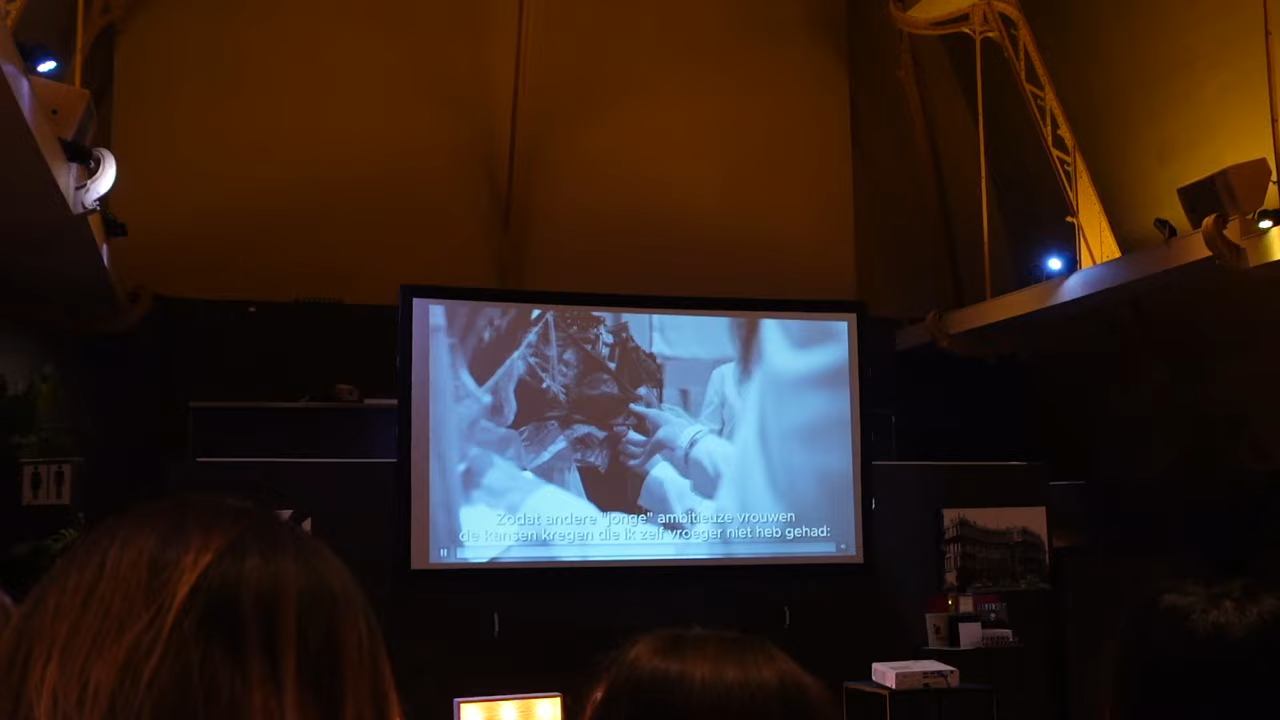 Zodat andere "jonge" ambitieuze vrouwen
de kansen kregen die ik zelf vroeger niet heb gehad: